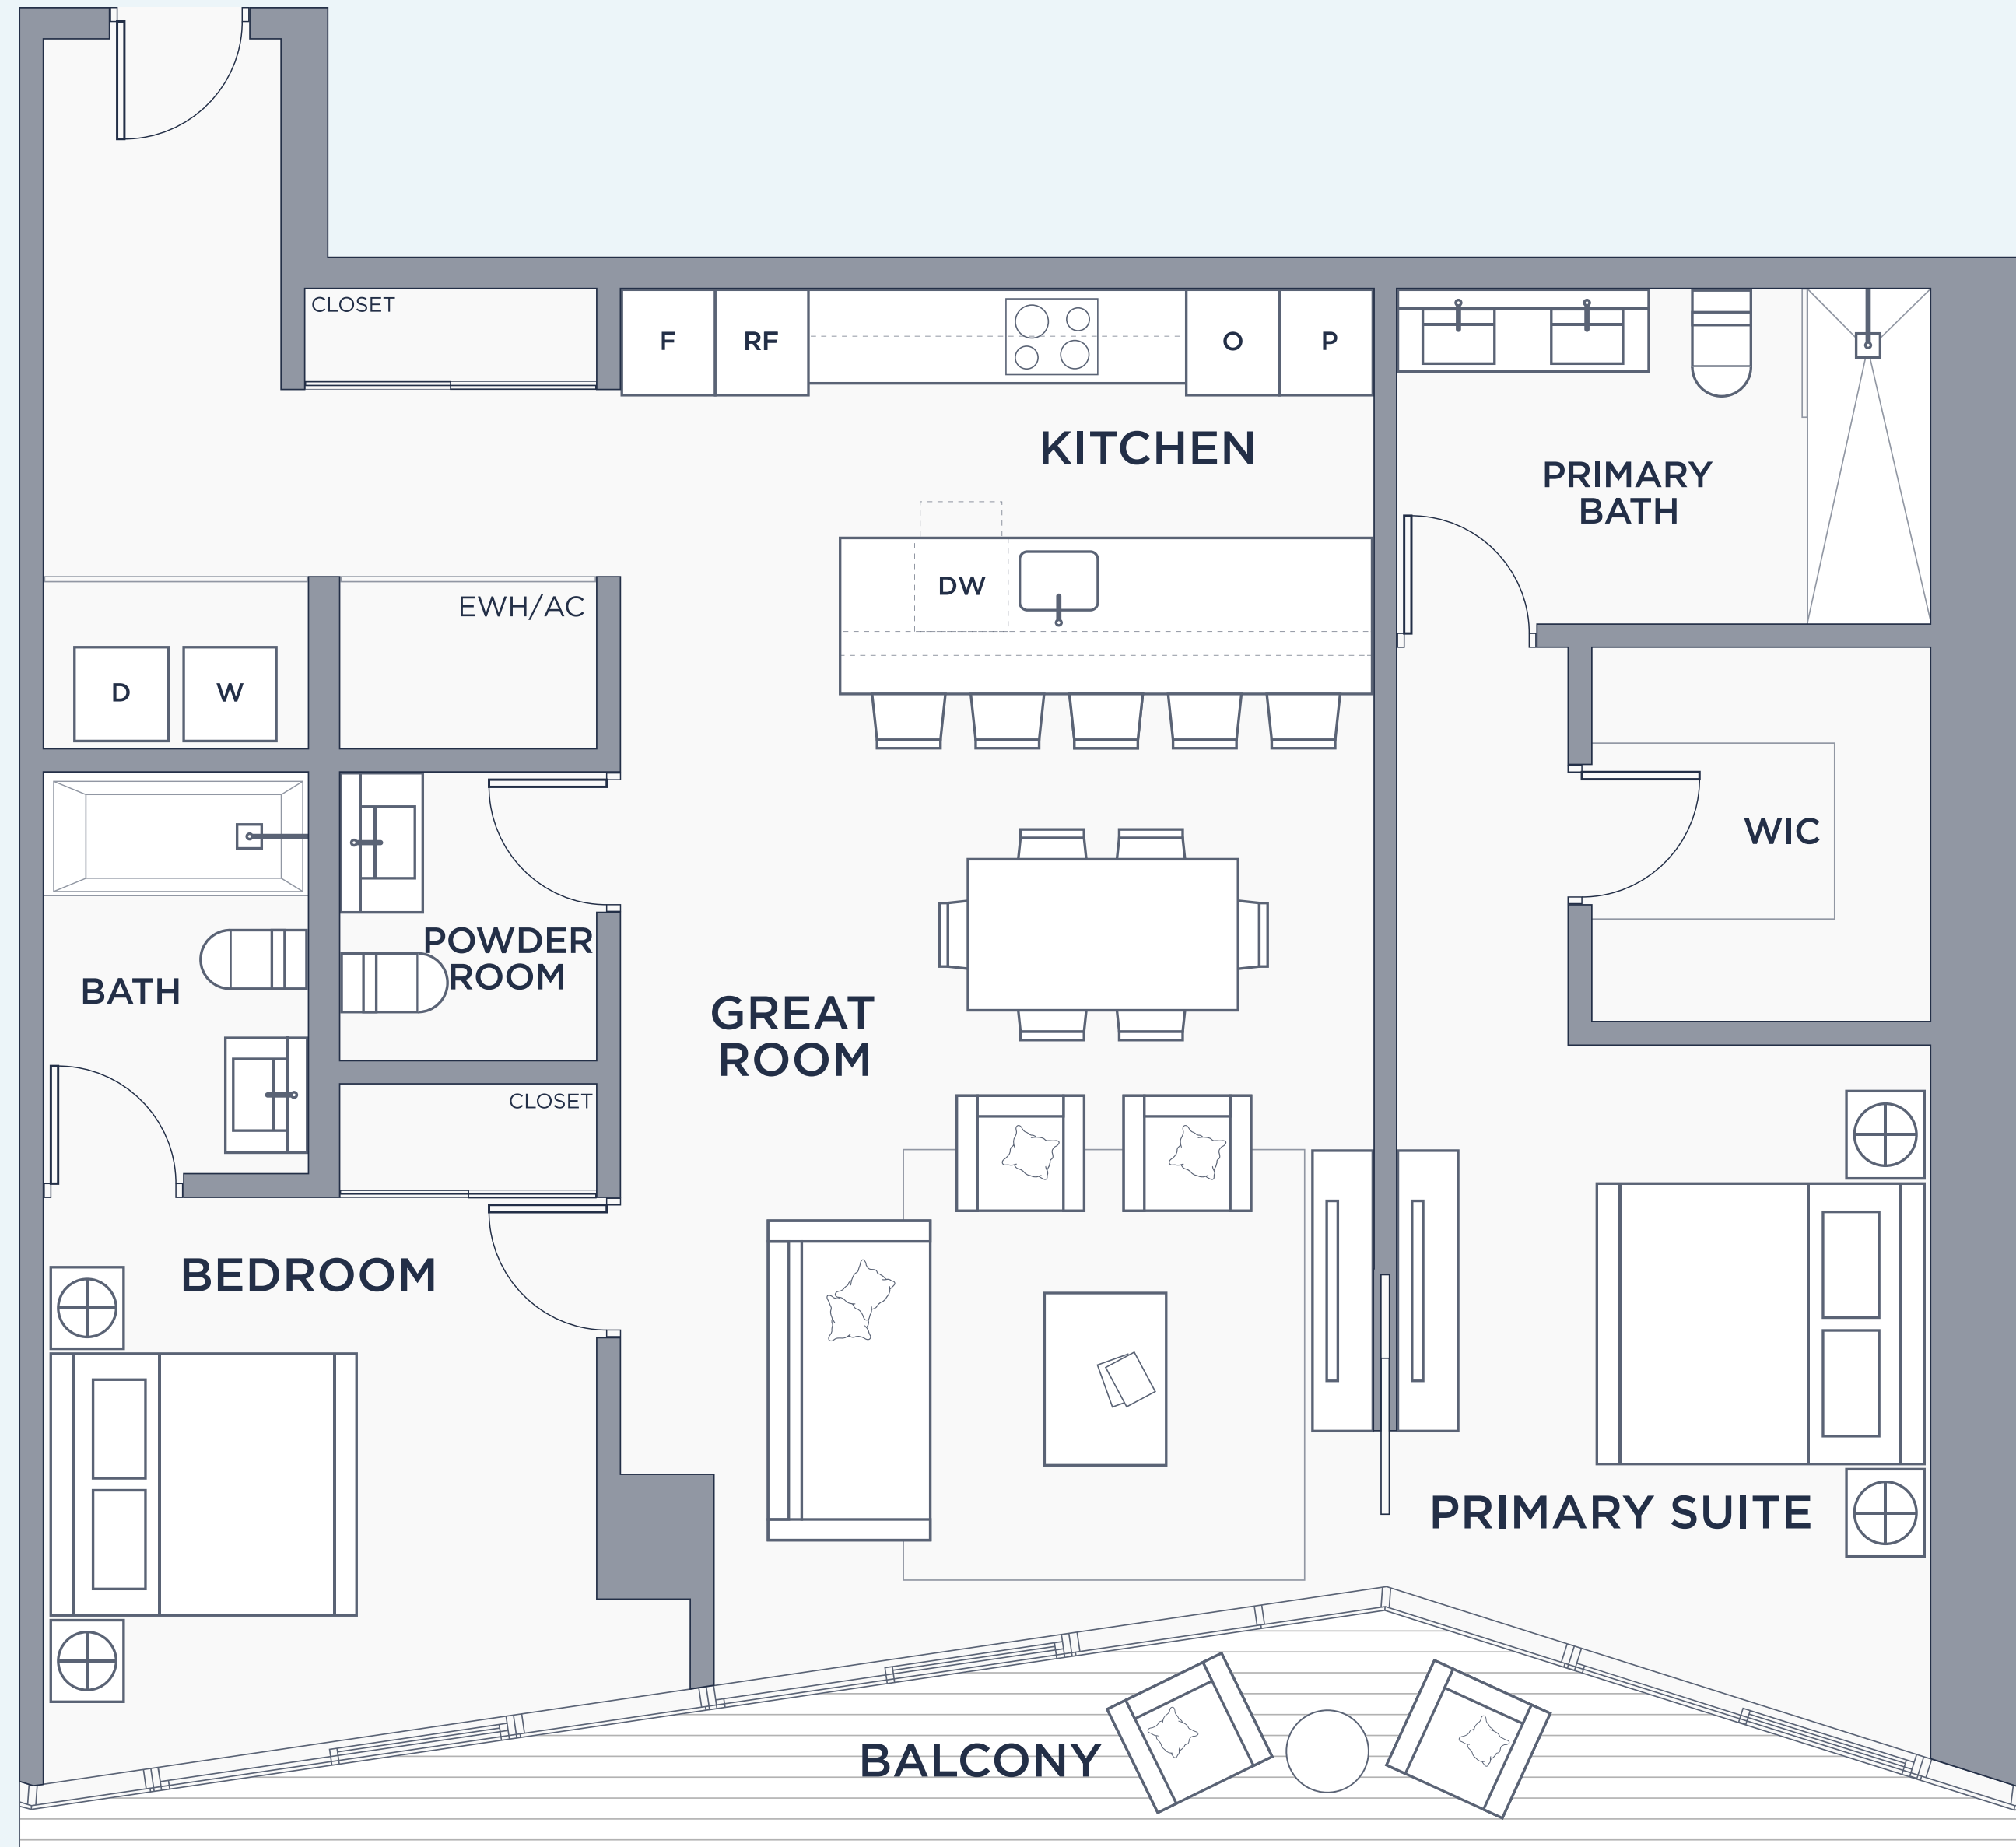 CLOSET
F
RF
O
P
KITCHEN
PRIMARY
BATH
DW
EWH/AC
D
W
WIC
POWDER
ROOM
BATH
GREAT
ROOM
CLOSET
BEDROOM
PRIMARY SUITE
BALCONY